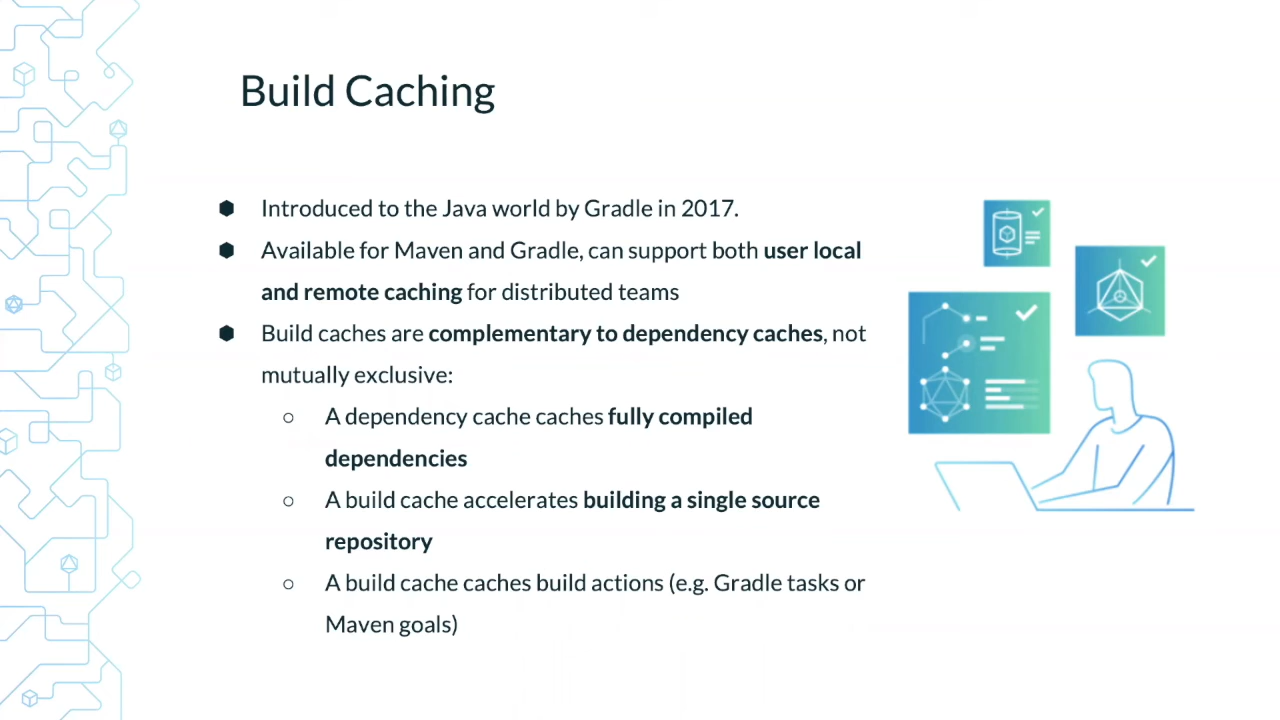 Build Caching
Introduced to the Java world by Gradle in 2017.
Available for Maven and Gradle, can support both user local
and remote caching for distributed teams
Build caches are complementary to dependency caches, not
mutually exclusive:
A dependency cache caches fully compiled
dependencies
A build cache accelerates building a single source
repository
A build cache caches build actions (e.g. Gradle tasks or
Maven goals)